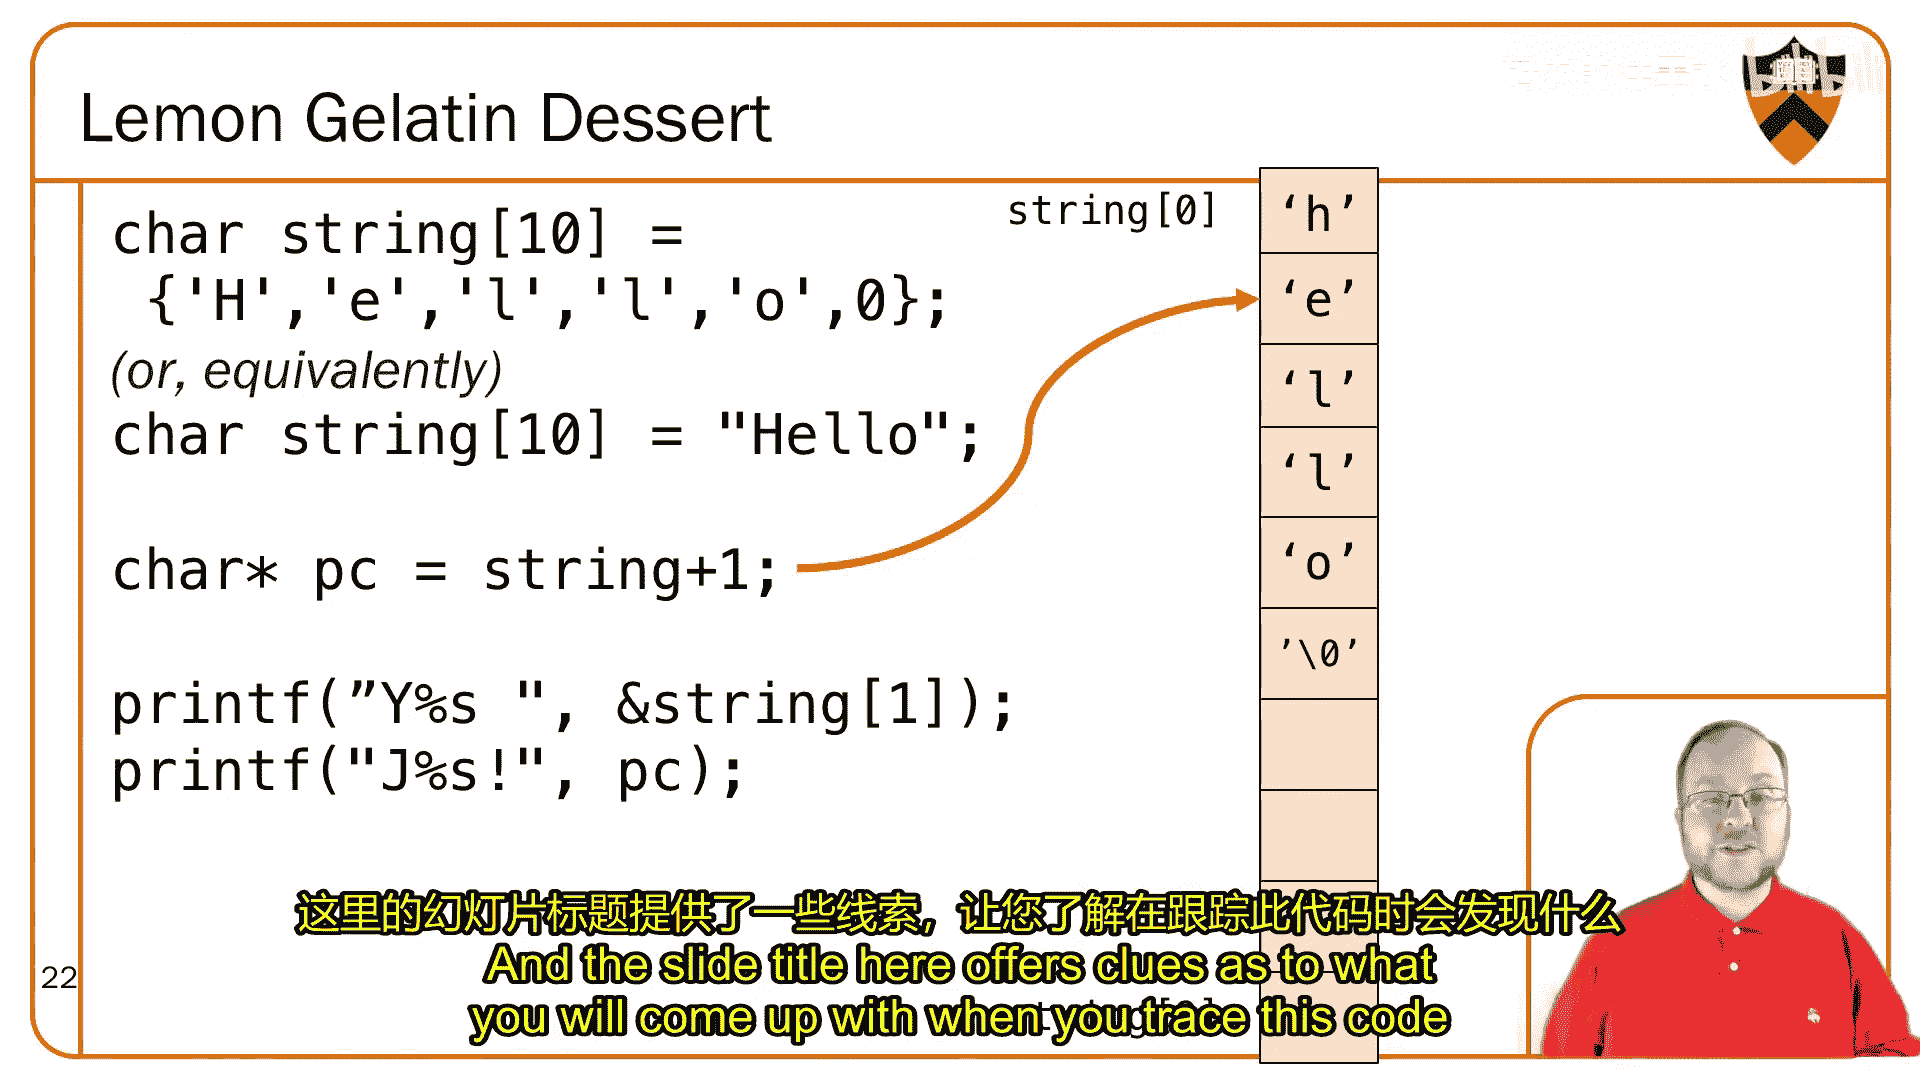 Lemon Gelatin Dessert
char string[10] =
{'H','e','l','l','o',0};
(or, equivalently)
char string[10] = "Hello";
char* pc = string+1;
printf(”Y%s ", &string[1]);
printf("J%s!", pc);
string[0]
‘h’
‘e’
‘l’
‘l’
‘o’
’\0’
这里的幻灯片标题提供了一些线索，让您了解在跟踪此代码时会发现什么
And the slide title here offers clues as to what
you will come up with when you trace this code
22